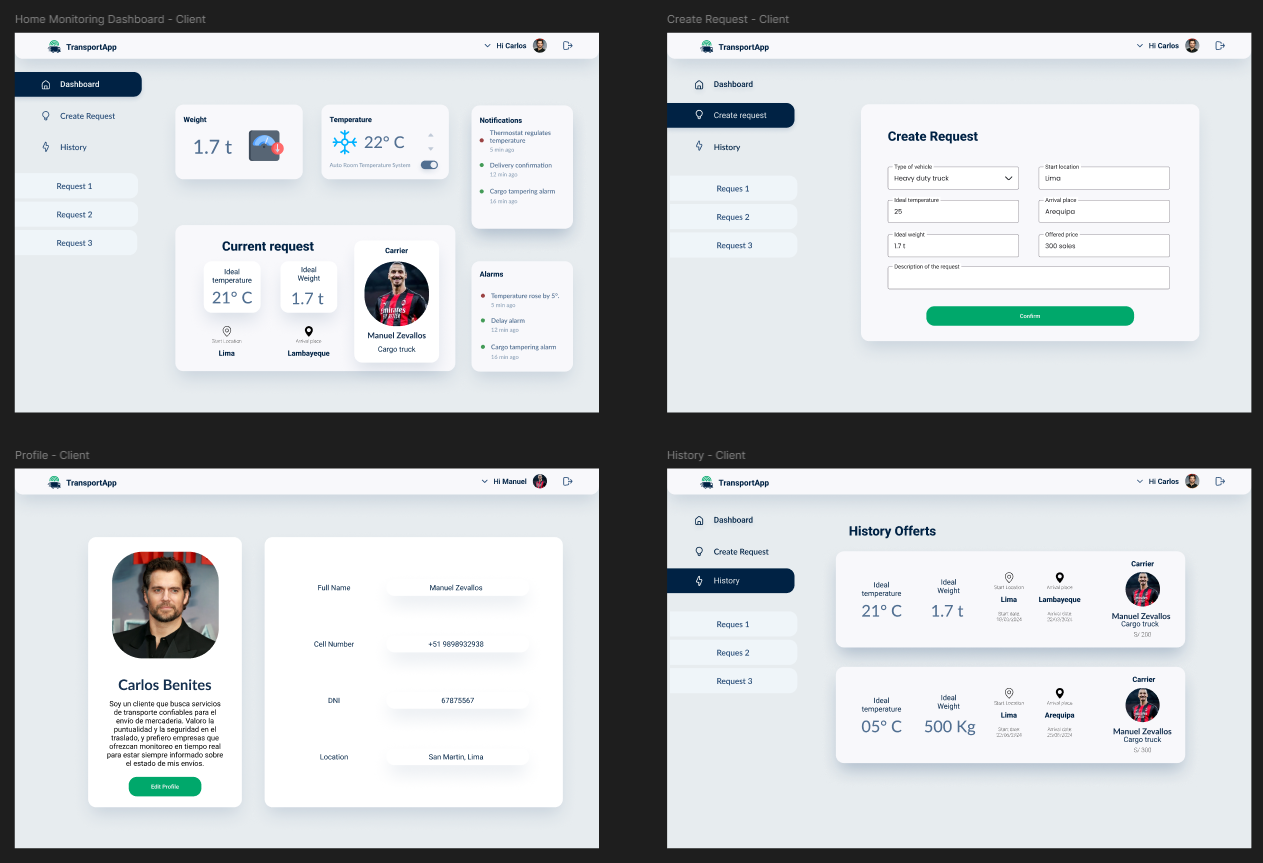 Home Monitoring Dashboard - Client
TransportApp
Hi Carlos
Dashboard
Create Request
History
Request 1
Request 2
Request 3
Weight
1.7 t
Temperature
22° C
Auto Room Temperature System
Notifications
Thermostat regulates
temperature
5 min ago
Delivery confirmation
12 min ago
Cargo tampering alarm
16 min ago
Current request
Ideal
temperature
21° C
Ideal
Weight
1.7 t
Start Location
Lima
Arrival place
Lambayeque
Carrier
Manuel Zevallos
Cargo truck
Alarms
Temperature rose by 5°.
5 min ago
Delay alarm
12 min ago
Cargo tampering alarm
16 min ago
Create Request - Client
TransportApp
Hi Carlos
Dashboard
Create request
History
Reques 1
Reques 2
Request 3
Create Request
Type of vehicle
Heavy duty truck
Start location
Lima
Ideal temperature
25
Arrival place
Arequipa
Ideal weight
1.7 t
Offered price
300 soles
Description of the request
Confirm
Profile - Client
TransportApp
Hi Manuel
Carlos Benites
Soy un cliente que busca servicios
de transporte confiables para el
envío de mercadería. Valoro la
puntualidad y la seguridad en el
traslado, y prefiero empresas que
ofrezcan monitoreo en tiempo real
para estar siempre informado sobre
el estado de mis envíos.
Edit Profile
Full Name
Manuel Zevallos
Cell Number
+51 9898932938
DNI
67875567
Location
San Martin, Lima
History - Client
TransportApp
Hi Carlos
Dashboard
Create Request
History
Reques 1
Reques 2
Request 3
History Offerts
Ideal
temperature
21° C
Ideal
Weight
1.7 t
Start Location
Lima
Start date
Arrival place
Lambayeque
Arrival date
Carrier
Manuel Zevallos
Cargo truck
S/ 200
Ideal
temperature
05° C
Ideal
Weight
500 Kg
Start Location
Lima
Start date
Arrival place
Arequipa
Arrival date
Carrier
Manuel Zevallos
Cargo truck
S/ 300